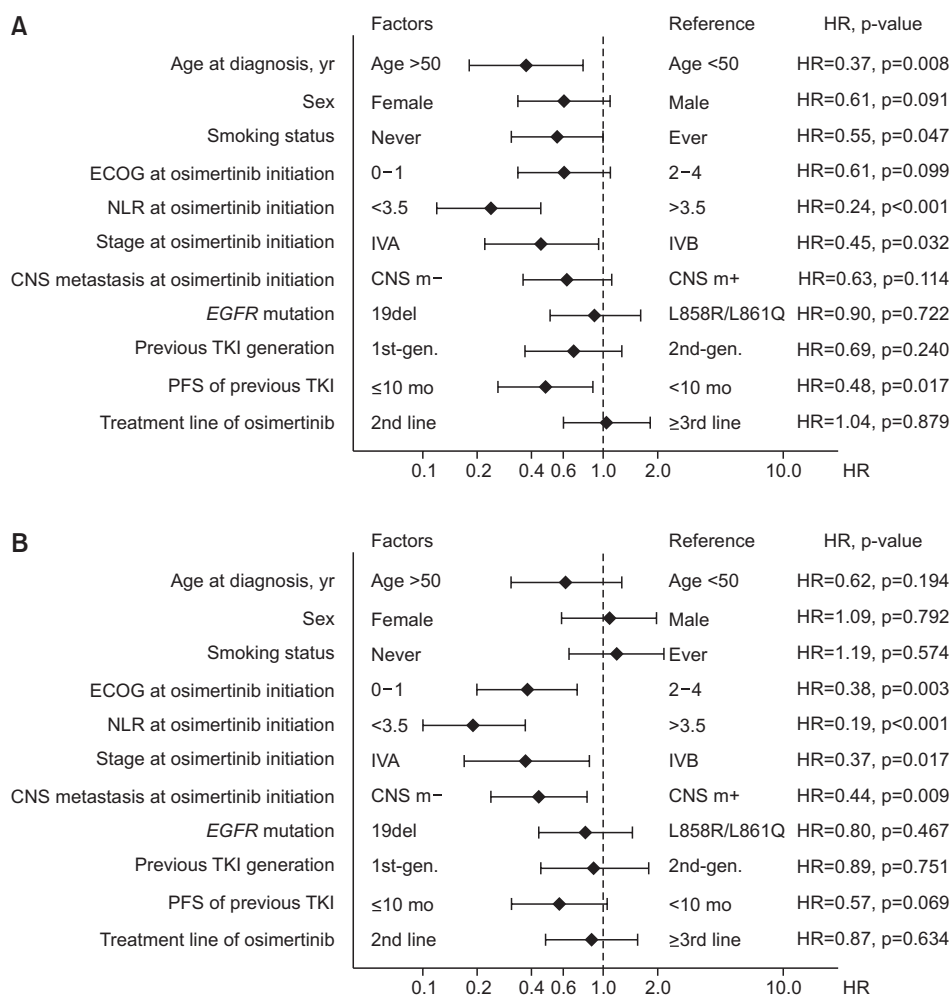 A
Factors Reference HR, p-value
Age at diagnosis, yr Age >50 Age <50 HR=0.37, p=0.008
Sex Female Male HR=0.61, p=0.091
Smoking status Never Ever HR=0.55, p=0.047
ECOG at osimertinib initiation 0−1 2−4 HR=0.61, p=0.099
NLR at osimertinib initiation <3.5 >3.5 HR=0.24, p<0.001
Stage at osimertinib initiation IVA IVB HR=0.45, p=0.032
CNS metastasis at osimertinib initiation CNS m− CNS m+ HR=0.63, p=0.114
EGFR mutation 19del L858R/L861Q HR=0.90, p=0.722
Previous TKI generation 1st-gen. 2nd-gen. HR=0.69, p=0.240
PFS of previous TKI ≤10 mo <10 mo HR=0.48, p=0.017
Treatment line of osimertinib 2nd line ≥3rd line HR=1.04, p=0.879
0.1 0.2 0.4 0.6 1.0 2.0 10.0 HR
B
Factors Reference HR, p-value
Age at diagnosis, yr Age >50 Age <50 HR=0.62, p=0.194
Sex Female Male HR=1.09, p=0.792
Smoking status Never Ever HR=1.19, p=0.574
ECOG at osimertinib initiation 0−1 2−4 HR=0.38, p=0.003
NLR at osimertinib initiation <3.5 >3.5 HR=0.19, p<0.001
Stage at osimertinib initiation IVA IVB HR=0.37, p=0.017
CNS metastasis at osimertinib initiation CNS m− CNS m+ HR=0.44, p=0.009
EGFR mutation 19del L858R/L861Q HR=0.80, p=0.467
Previous TKI generation 1st-gen. 2nd-gen. HR=0.89, p=0.751
PFS of previous TKI ≤10 mo <10 mo HR=0.57, p=0.069
Treatment line of osimertinib 2nd line ≥3rd line HR=0.87, p=0.634
0.1 0.2 0.4 0.6 1.0 2.0 10.0 HR